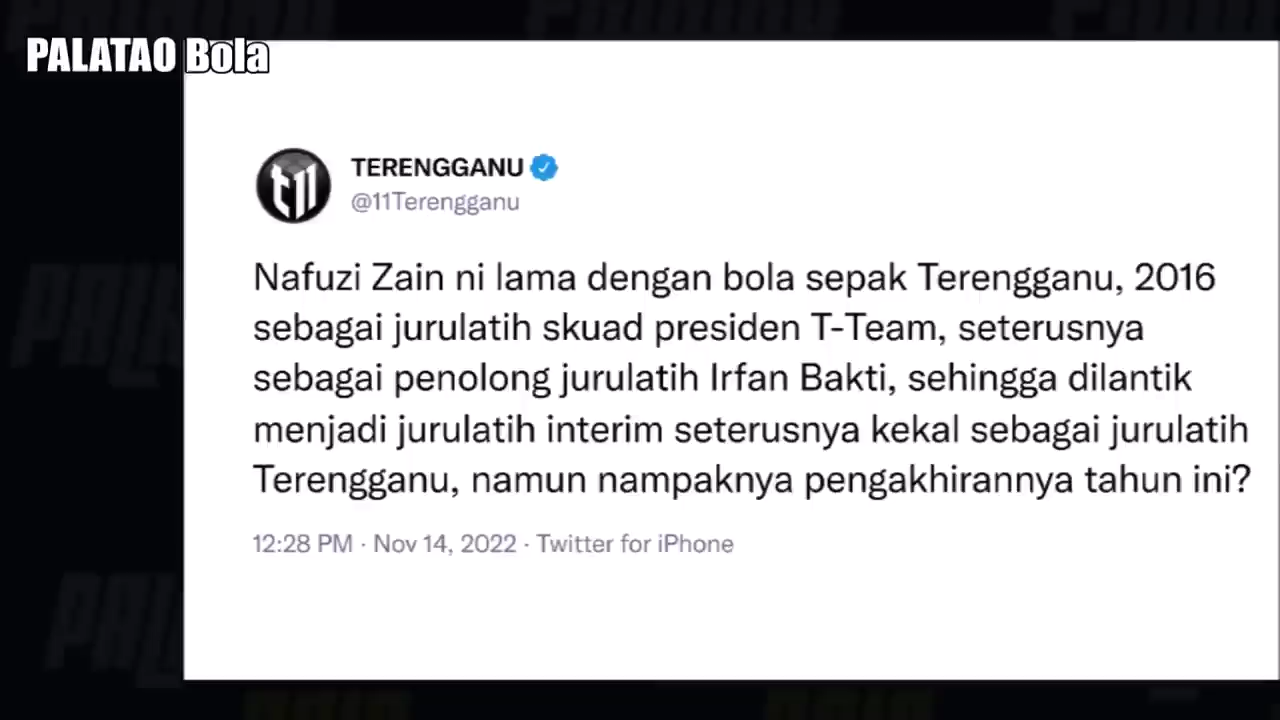 PALATAO Bola
TERENGGANU
@11Terengganu
Nafuzi Zain ni lama dengan bola sepak Terengganu, 2016
sebagai jurulatih skuad presiden T-Team, seterusnya
sebagai penolong jurulatih Irfan Bakti, sehingga dilantik
menjadi jurulatih interim seterusnya kekal sebagai jurulatih
Terengganu, namun nampaknya pengakhirannya tahun ini?
12:28 PM · Nov 14, 2022 · Twitter for iPhone